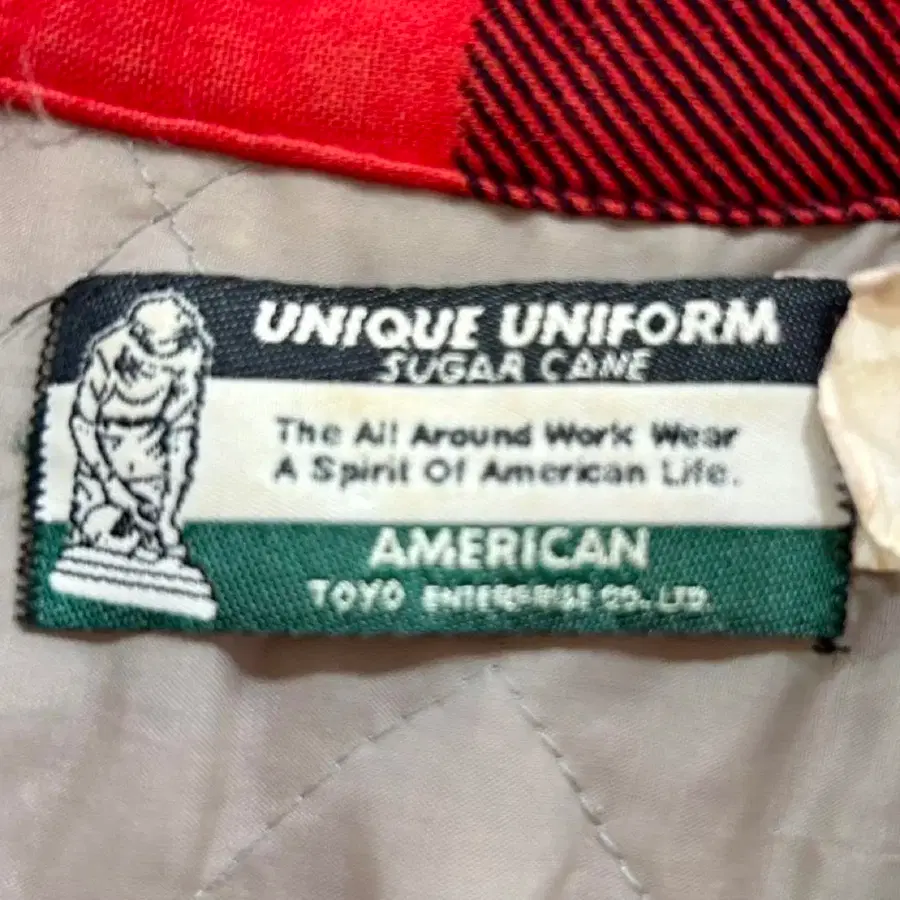 UNIQUE UNIFORM
SUGAR CANE
The All Around Work Wear
A Spirit Of American Life.
AMERICAN
TOYO ENTERPRISE CO., LTD.